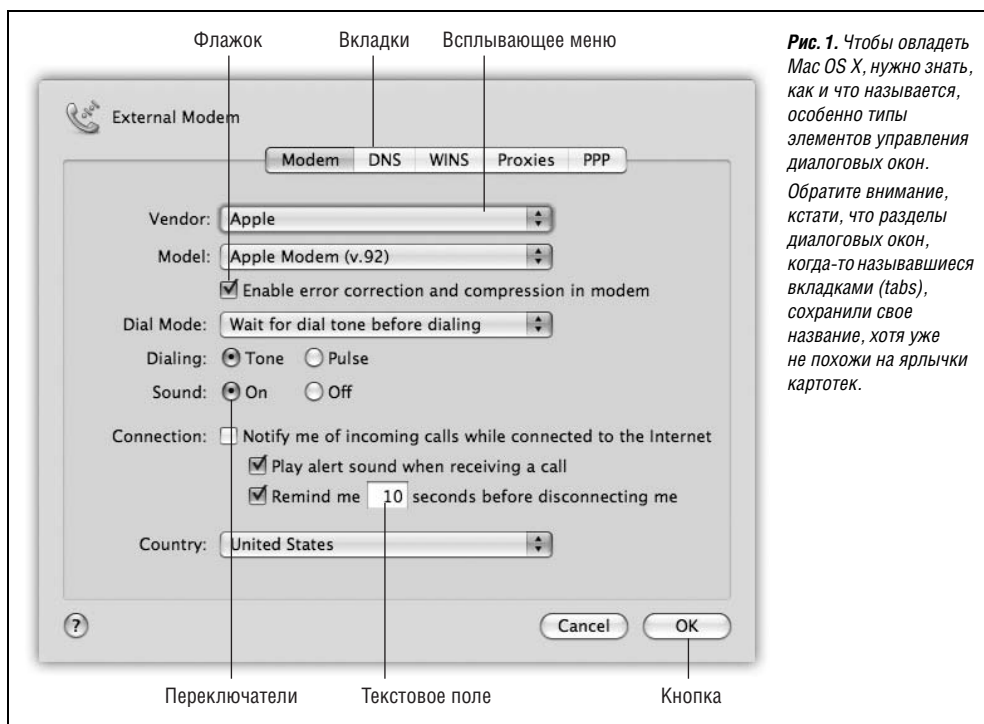 Флажок Вкладки Всплывающее меню
External Modem
Modem DNS WINS Proxies PPP
Vendor: Apple
Model: Apple Modem (v.92)
Enable error correction and compression in modem
Dial Mode: Wait for dial tone before dialing
Dialing: Tone Pulse
Sound: On Off
Connection: Notify me of incoming calls while connected to the Internet
Play alert sound when receiving a call
Remind me 10 seconds before disconnecting me
Country: United States
? Cancel OK
Переключатели Текстовое поле Кнопка
Рис. 1. Чтобы овладеть
Mac OS X, нужно знать,
как и что называется,
особенно типы
элементов управления
диалоговых окон.
Обратите внимание,
кстати, что разделы
диалоговых окон,
когда-то называвшиеся
вкладками (tabs),
сохранили свое
название, хотя уже
не похожи на ярлычки
картотек.